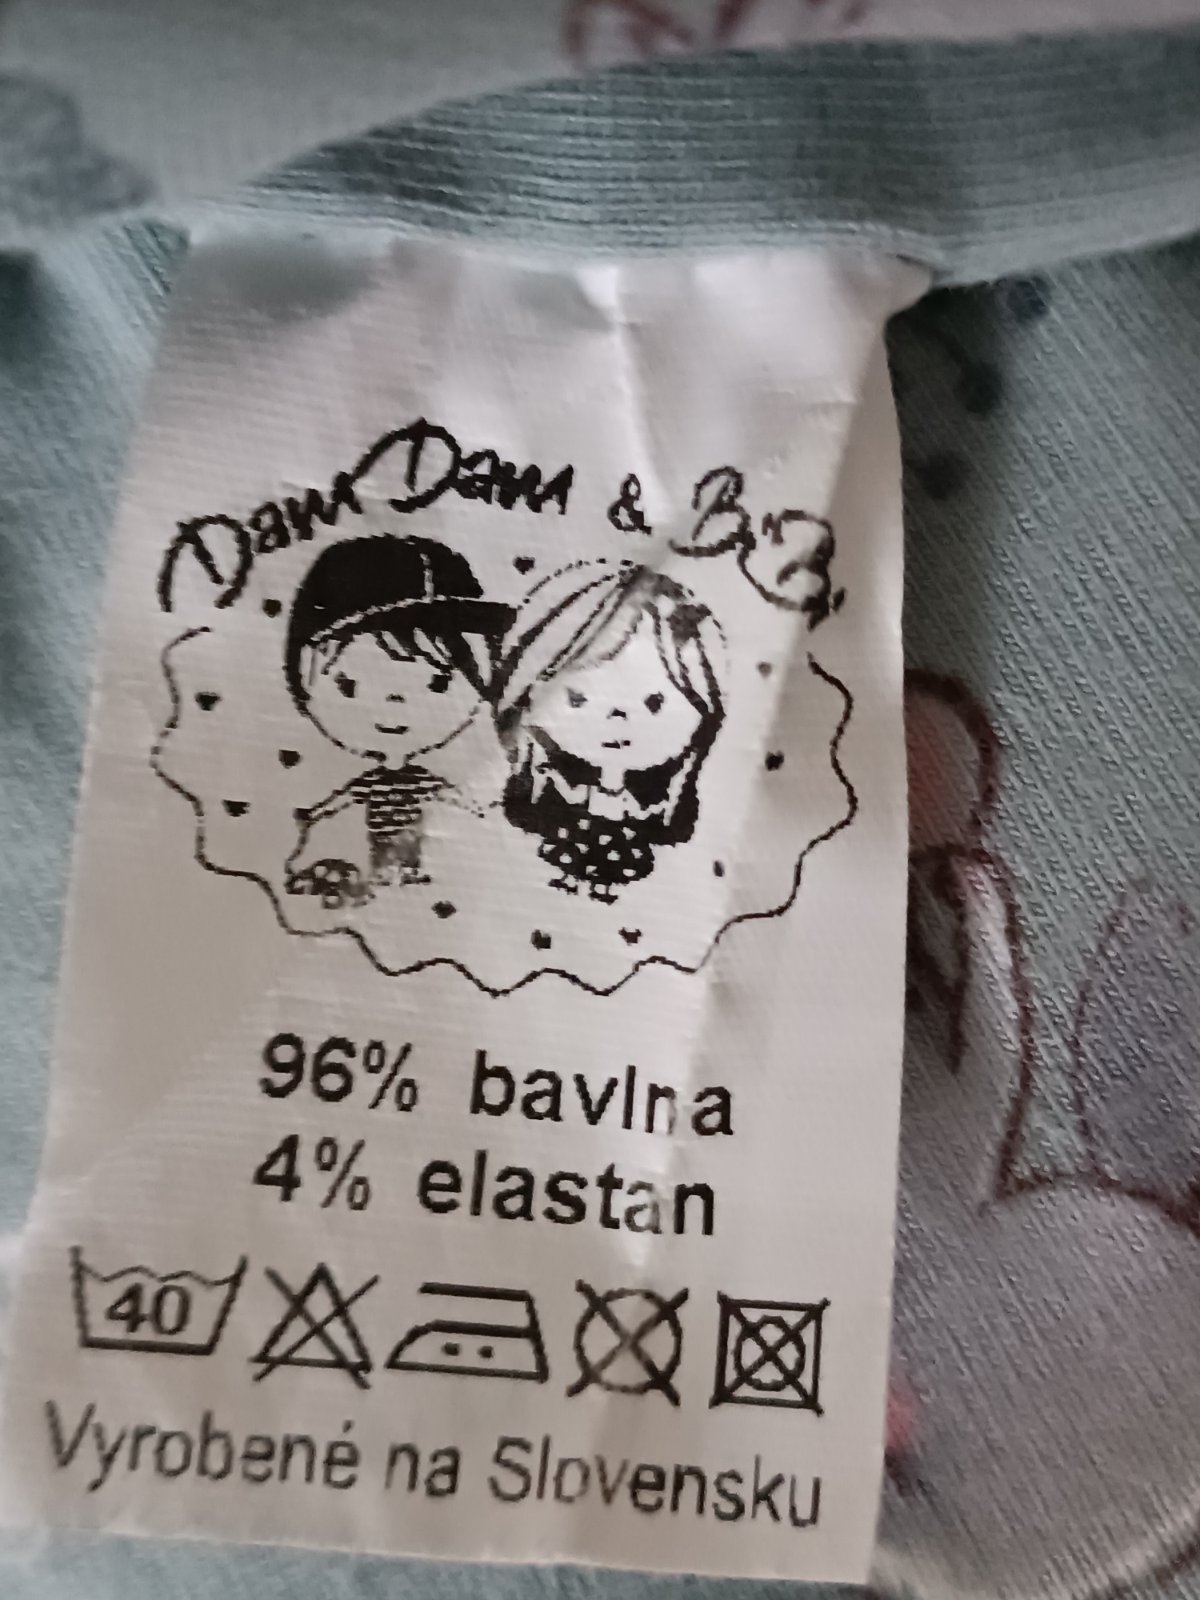 Dam Dam & B.B.
96% bavlna
4% elastan
40
Vyrobené na Slovensku